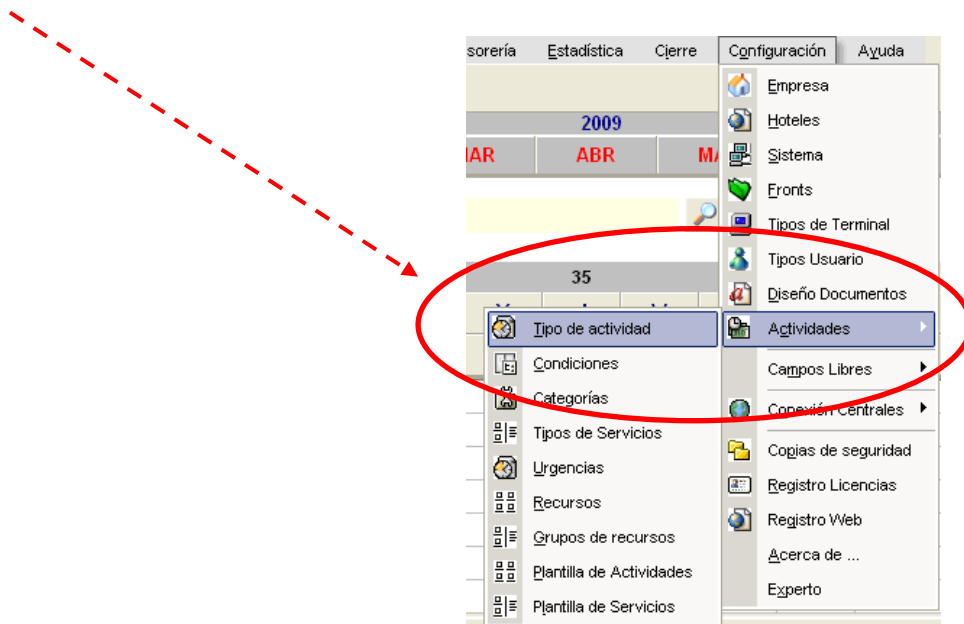 sorería Estadística Cierre Configuración Ayuda
Empresa
2009 Hoteles
MAR ABR Sistema
Fronts
Tipos de Terminal
Tipos Usuario
35 Diseño Documentos
Tipo de actividad Actividades
Condiciones Campos Libres
Categorías Conexión Centrales
Tipos de Servicios Copias de seguridad
Urgencias Registro Licencias
Recursos Registro Web
Grupos de recursos Acerca de ...
Plantilla de Actividades Experto
Plantilla de Servicios